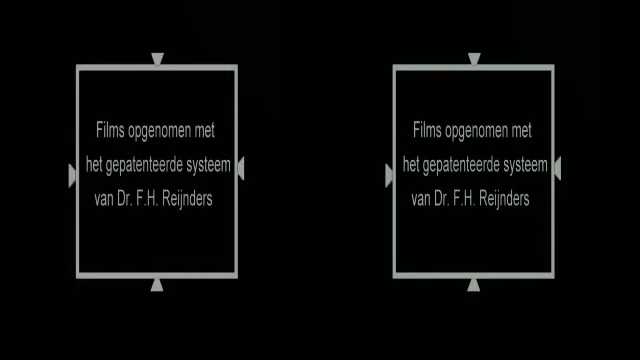 Films opgenomen met
het gepatenteerde systeem
van Dr. F.H. Reijnders
Films opgenomen met
het gepatenteerde systeem
van Dr. F.H. Reijnders